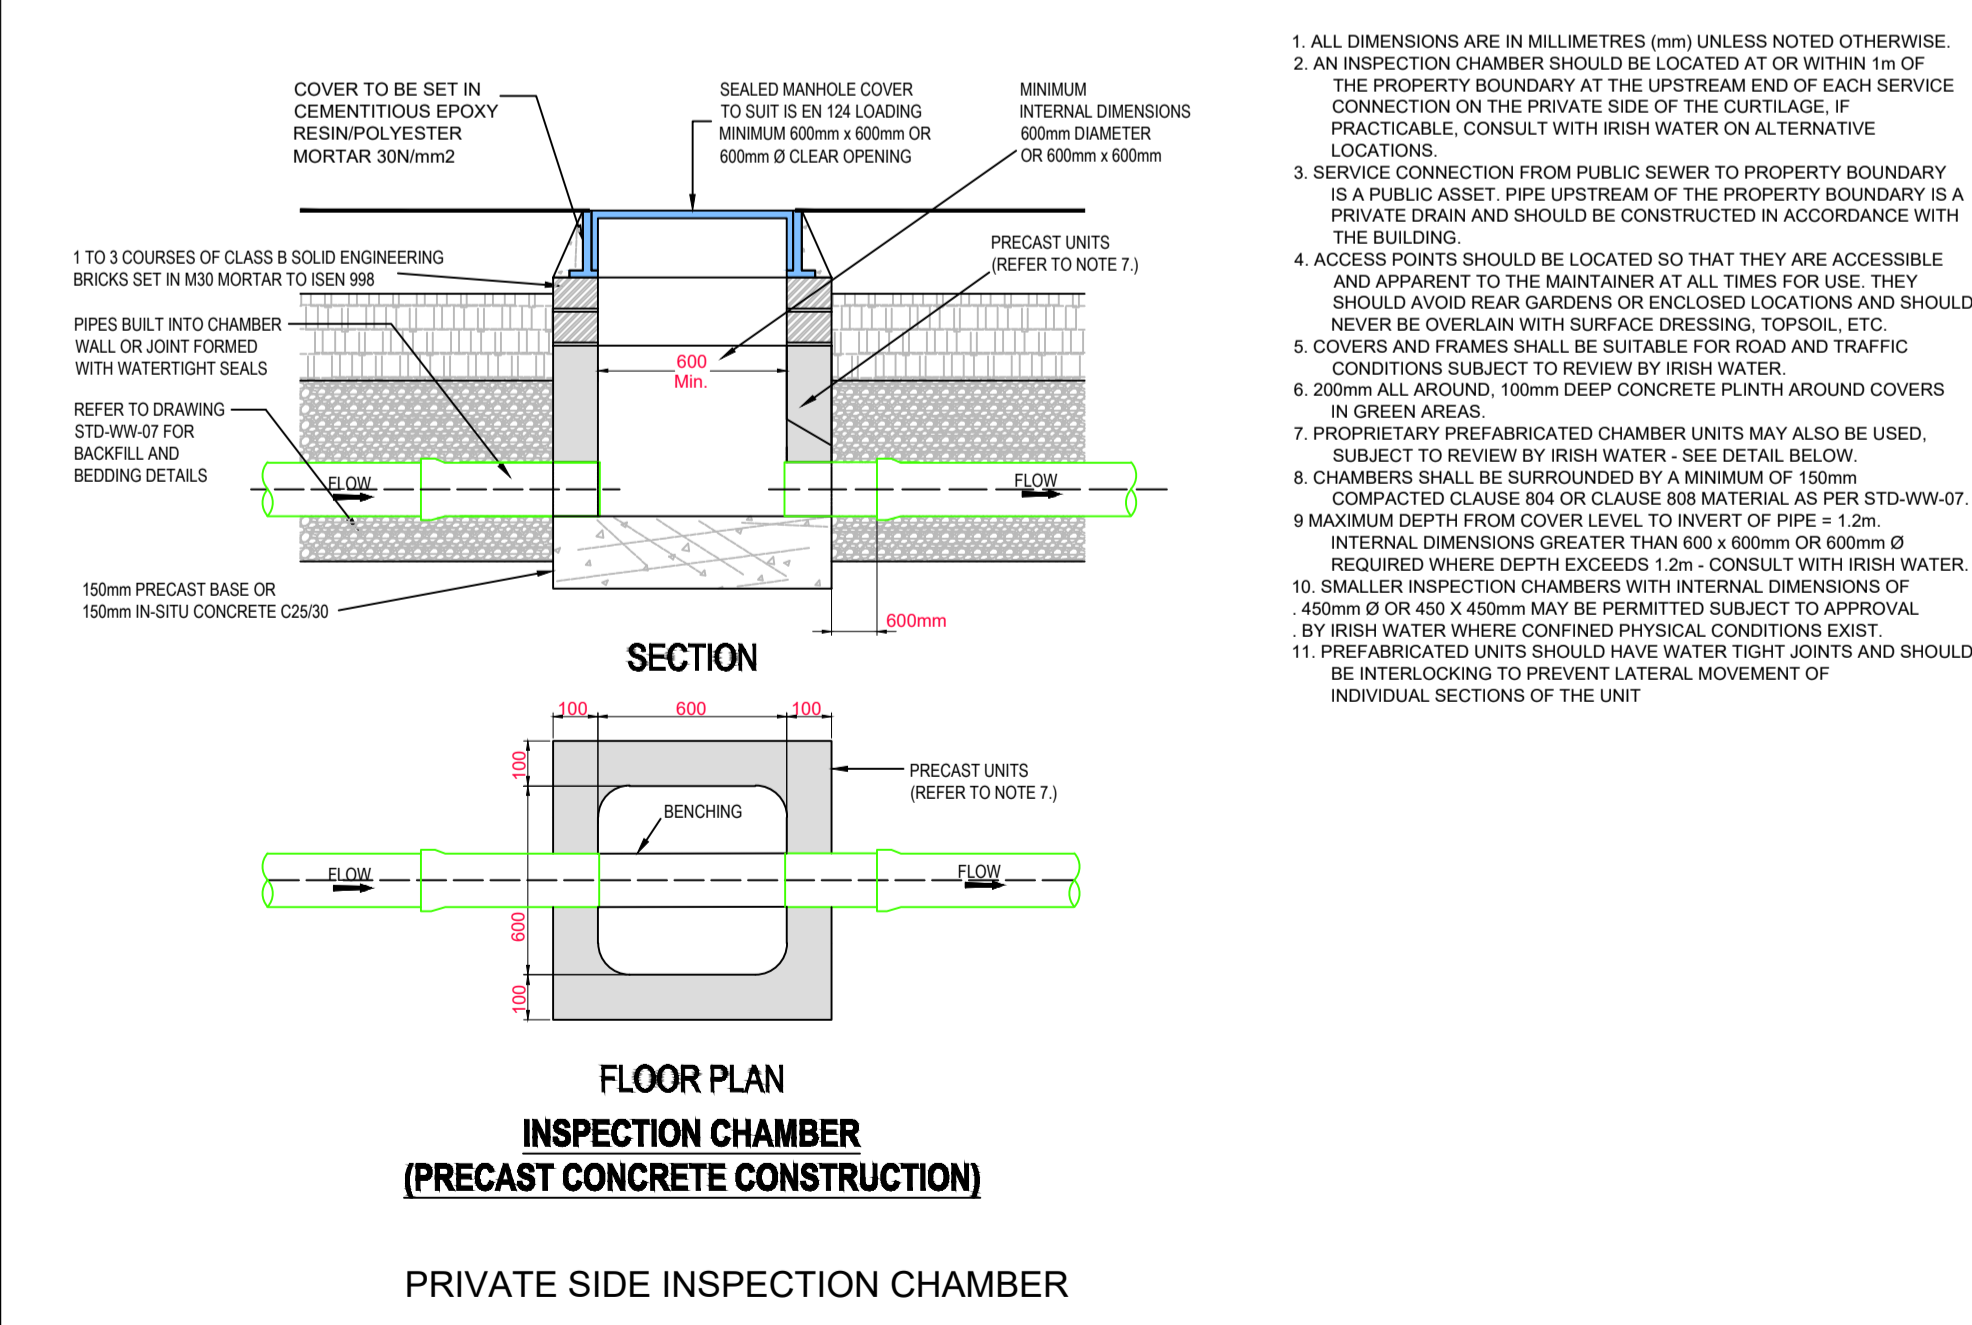 COVER TO BE SET IN
CEMENTITIOUS EPOXY
RESIN/POLYESTER
MORTAR 30N/mm2
SEALED MANHOLE COVER
TO SUIT IS EN 124 LOADING
MINIMUM 600mm x 600mm OR
600mm Ø CLEAR OPENING
MINIMUM
INTERNAL DIMENSIONS
600mm DIAMETER
OR 600mm x 600mm
1 TO 3 COURSES OF CLASS B SOLID ENGINEERING
BRICKS SET IN M30 MORTAR TO ISEN 998
PRECAST UNITS
(REFER TO NOTE 7.)
PIPES BUILT INTO CHAMBER
WALL OR JOINT FORMED
WITH WATERTIGHT SEALS
600
Min.
REFER TO DRAWING
STD-WW-07 FOR
BACKFILL AND
BEDDING DETAILS
FLOW
FLOW
150mm PRECAST BASE OR
150mm IN-SITU CONCRETE C25/30
600mm
SECTION
100
600
100
100
600
100
PRECAST UNITS
(REFER TO NOTE 7.)
BENCHING
FLOW
FLOW
FLOOR PLAN
INSPECTION CHAMBER
(PRECAST CONCRETE CONSTRUCTION)
PRIVATE SIDE INSPECTION CHAMBER
1. ALL DIMENSIONS ARE IN MILLIMETRES (mm) UNLESS NOTED OTHERWISE.
2. AN INSPECTION CHAMBER SHOULD BE LOCATED AT OR WITHIN 1m OF
THE PROPERTY BOUNDARY AT THE UPSTREAM END OF EACH SERVICE
CONNECTION ON THE PRIVATE SIDE OF THE CURTILAGE, IF
PRACTICABLE, CONSULT WITH IRISH WATER ON ALTERNATIVE
LOCATIONS.
3. SERVICE CONNECTION FROM PUBLIC SEWER TO PROPERTY BOUNDARY
IS A PUBLIC ASSET. PIPE UPSTREAM OF THE PROPERTY BOUNDARY IS A
PRIVATE DRAIN AND SHOULD BE CONSTRUCTED IN ACCORDANCE WITH
THE BUILDING.
4. ACCESS POINTS SHOULD BE LOCATED SO THAT THEY ARE ACCESSIBLE
AND APPARENT TO THE MAINTAINER AT ALL TIMES FOR USE. THEY
SHOULD AVOID REAR GARDENS OR ENCLOSED LOCATIONS AND SHOULD
NEVER BE OVERLAIN WITH SURFACE DRESSING, TOPSOIL, ETC.
5. COVERS AND FRAMES SHALL BE SUITABLE FOR ROAD AND TRAFFIC
CONDITIONS SUBJECT TO REVIEW BY IRISH WATER.
6. 200mm ALL AROUND, 100mm DEEP CONCRETE PLINTH AROUND COVERS
IN GREEN AREAS.
7. PROPRIETARY PREFABRICATED CHAMBER UNITS MAY ALSO BE USED,
SUBJECT TO REVIEW BY IRISH WATER - SEE DETAIL BELOW.
8. CHAMBERS SHALL BE SURROUNDED BY A MINIMUM OF 150mm
COMPACTED CLAUSE 804 OR CLAUSE 808 MATERIAL AS PER STD-WW-07.
9 MAXIMUM DEPTH FROM COVER LEVEL TO INVERT OF PIPE = 1.2m.
INTERNAL DIMENSIONS GREATER THAN 600 x 600mm OR 600mm Ø
REQUIRED WHERE DEPTH EXCEEDS 1.2m - CONSULT WITH IRISH WATER.
10. SMALLER INSPECTION CHAMBERS WITH INTERNAL DIMENSIONS OF
. 450mm Ø OR 450 X 450mm MAY BE PERMITTED SUBJECT TO APPROVAL
. BY IRISH WATER WHERE CONFINED PHYSICAL CONDITIONS EXIST.
11. PREFABRICATED UNITS SHOULD HAVE WATER TIGHT JOINTS AND SHOULD
BE INTERLOCKING TO PREVENT LATERAL MOVEMENT OF
INDIVIDUAL SECTIONS OF THE UNIT